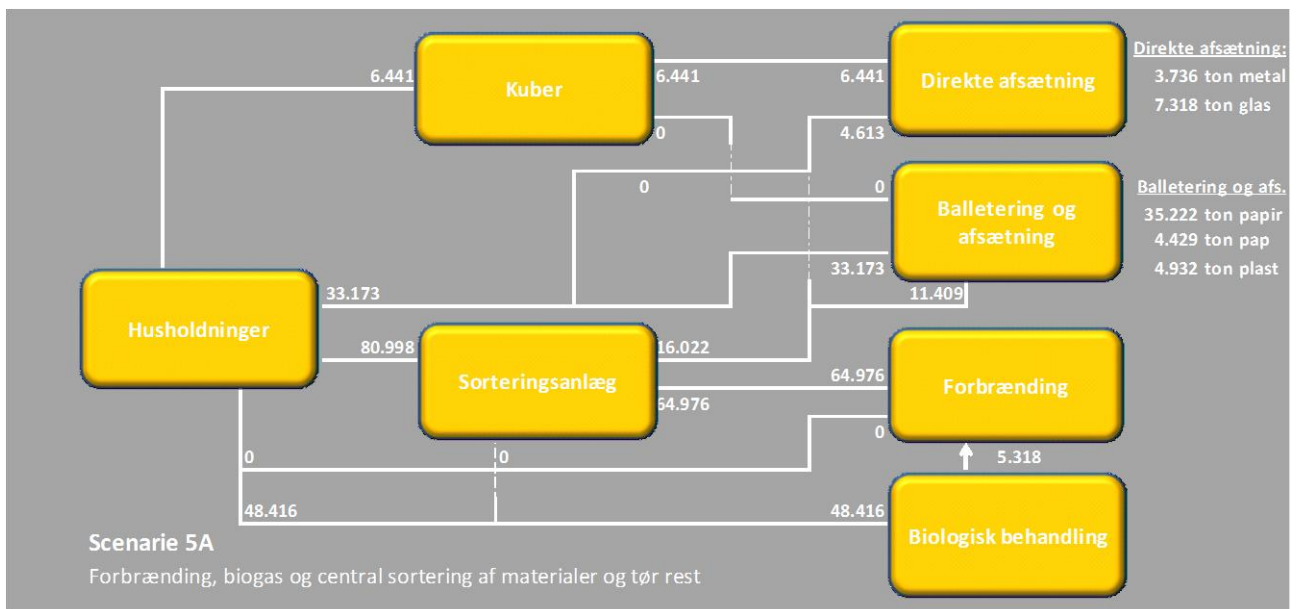 6.441
Kuber
6.441
0
6.441
Direkte afsætning
4.613
Direkte afsætning:
3.736 ton metal
7.318 ton glas
0
0
Balletering og
afsætning
33.173
11.409
Balletering og afs.
35.222 ton papir
4.429 ton pap
4.932 ton plast
Husholdninger
33.173
80.998
Sorteringsanlæg
16.022
64.976
64.976
Forbrænding
0
0
0
5.318
48.416
48.416
Biologisk behandling
Scenarie 5A
Forbrænding, biogas og central sortering af materialer og tør rest